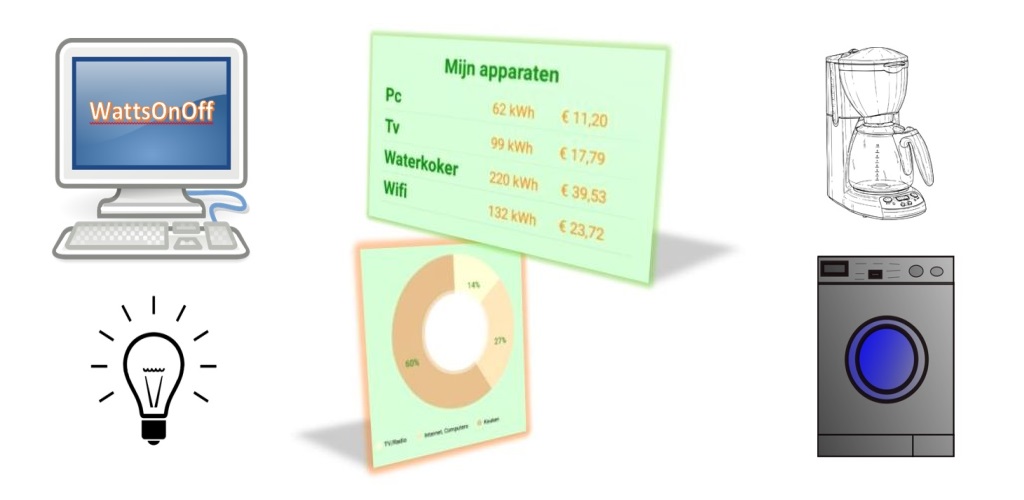 WattsOnOff
Mijn apparaten
Pc 62 kWh € 11,20
Tv 99 kWh € 17,79
Waterkoker 220 kWh € 39,53
Wifi 132 kWh € 23,72
14%
27%
60%
TV/Radio Internet, Computers Keuken